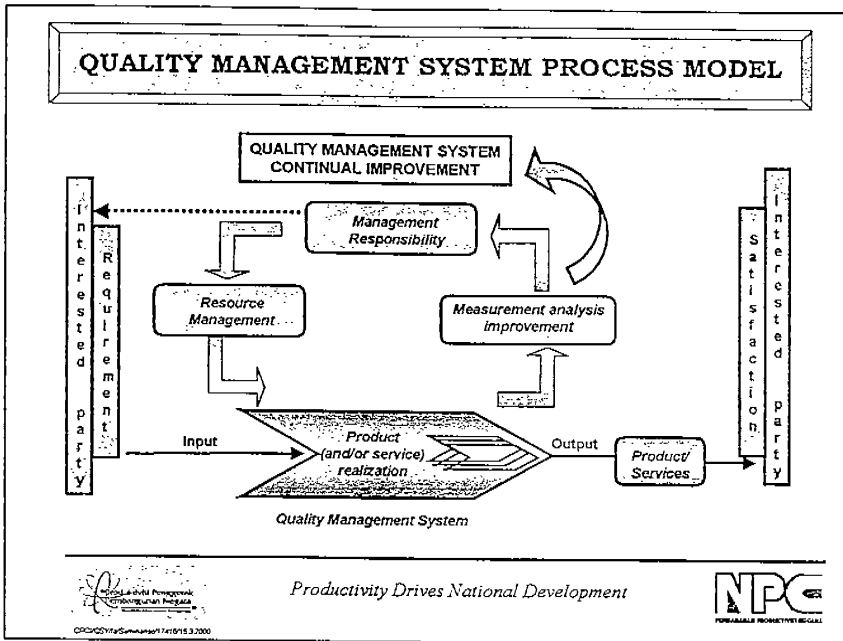 QUALITY MANAGEMENT SYSTEM PROCESS MODEL
QUALITY MANAGEMENT SYSTEM
CONTINUAL IMPROVEMENT
Interested party
Requirement
Management
Responsibility
Resource
Management
Measurement analysis
improvement
Satisfaction
Interested party
Input
Product
(and/or service)
realization
Output
Product/
Services
Quality Management System
Productivity Drives National Development
NPC